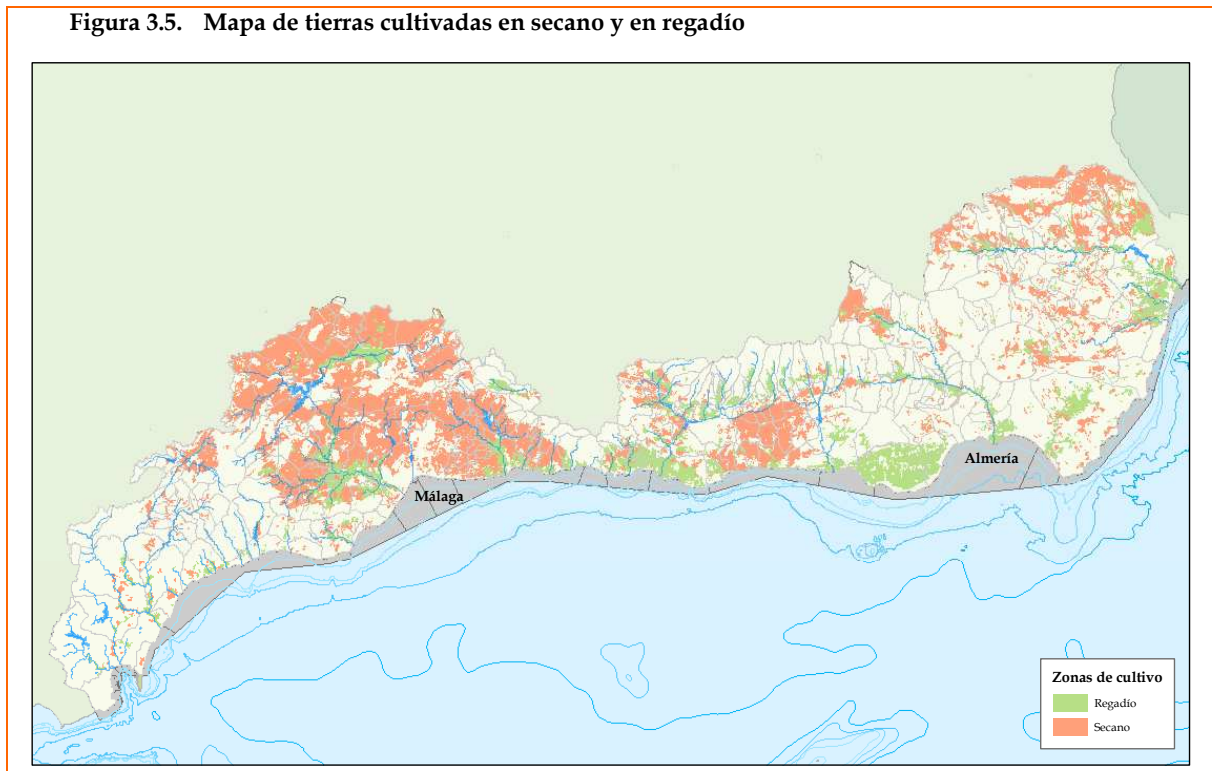 Figura 3.5. Mapa de tierras cultivadas en secano y en regadío
Almería
Málaga
Zonas de cultivo
Regadío
Secano